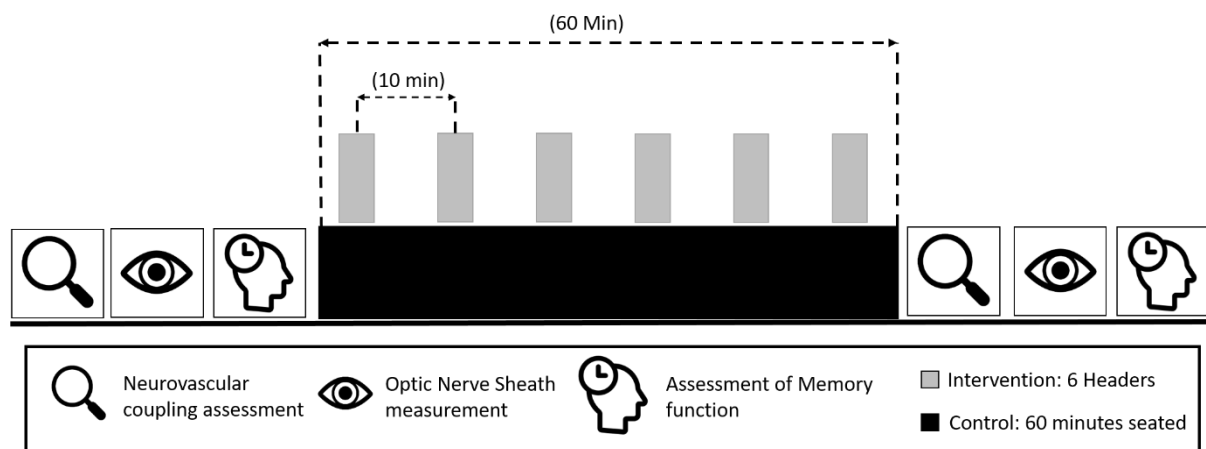 (60 Min)
(10 min)
Neurovascular
coupling assessment
Optic Nerve Sheath
measurement
Assessment of Memory
function
Intervention: 6 Headers
Control: 60 minutes seated